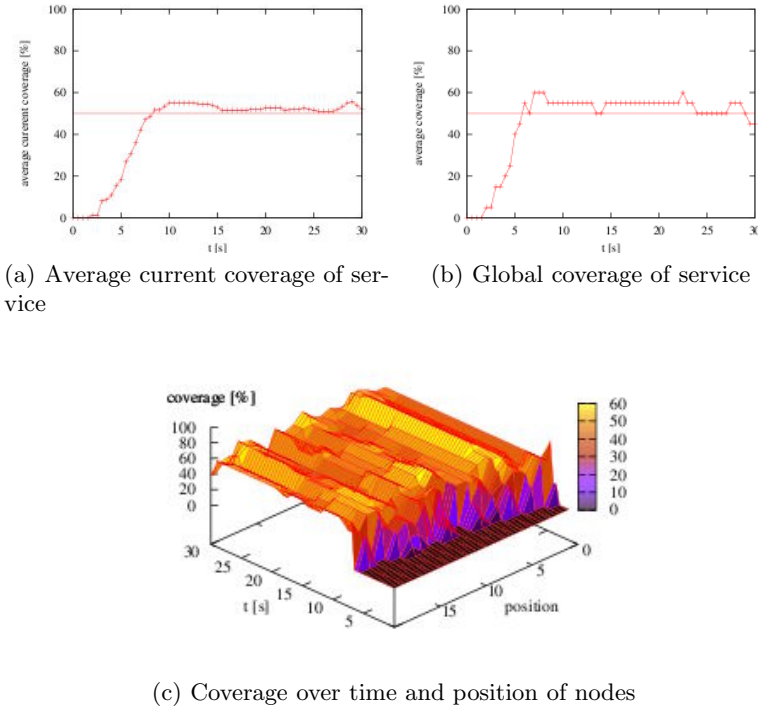 100
80
60
40
20
0
average curerent coverage [%]
0 5 10 15 20 25 30
t [s]
(a) Average current coverage of ser-
vice
100
80
60
40
20
0
average coverage [%]
0 5 10 15 20 25 30
t [s]
(b) Global coverage of service
coverage [%]
100
80
60
40
20
0
30
25
20
15
10
5
t [s]
15
10
5
0
position
60
50
40
30
20
10
0
(c) Coverage over time and position of nodes